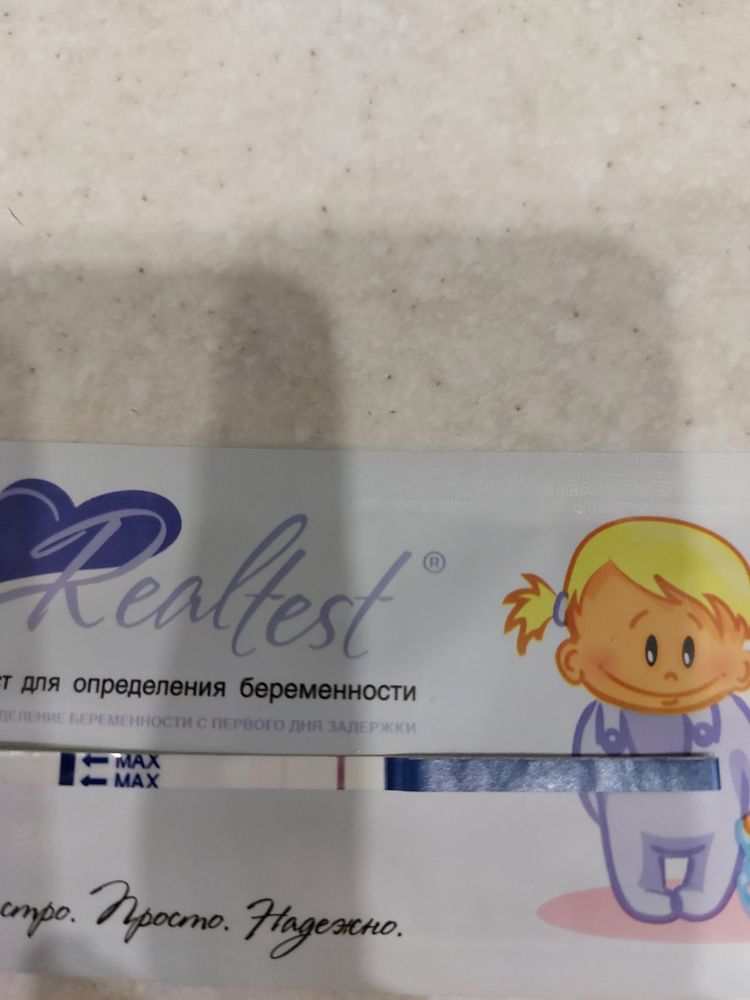 Realtest ®
ст для определения беременности
ДЕЛЕНИЕ БЕРЕМЕННОСТИ С ПЕРВОГО ДНЯ ЗАДЕРЖКИ
MAX
MAX
стро. Просто. Надежно.